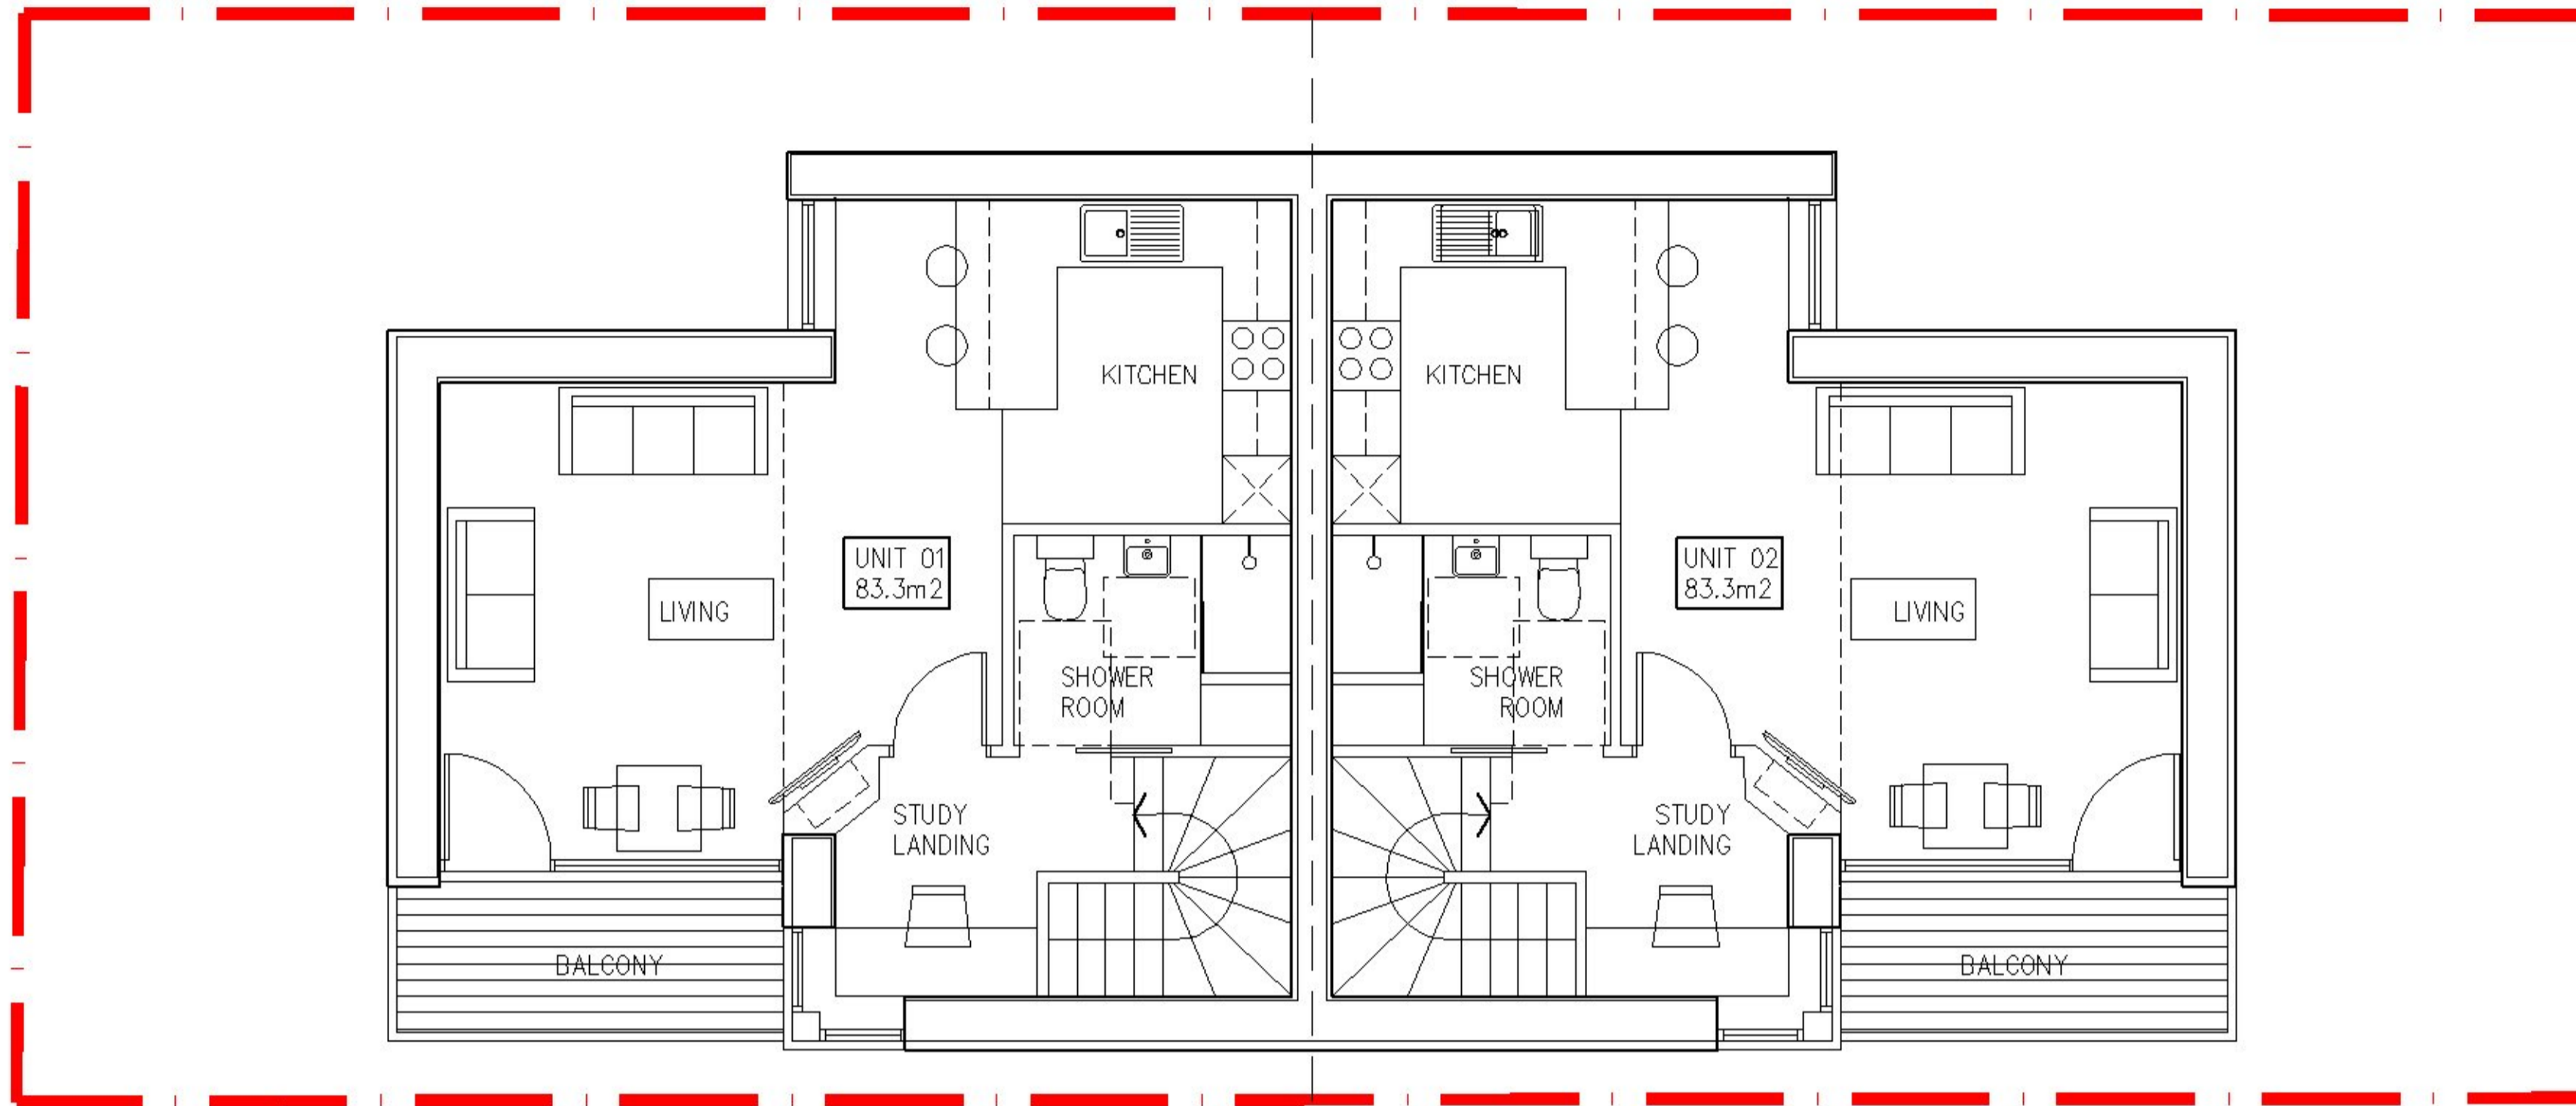 KITCHEN
KITCHEN
UNIT 01
83.3m2
UNIT 02
83.3m2
LIVING
LIVING
SHOWER
ROOM
SHOWER
ROOM
STUDY
LANDING
STUDY
LANDING
BALCONY
BALCONY